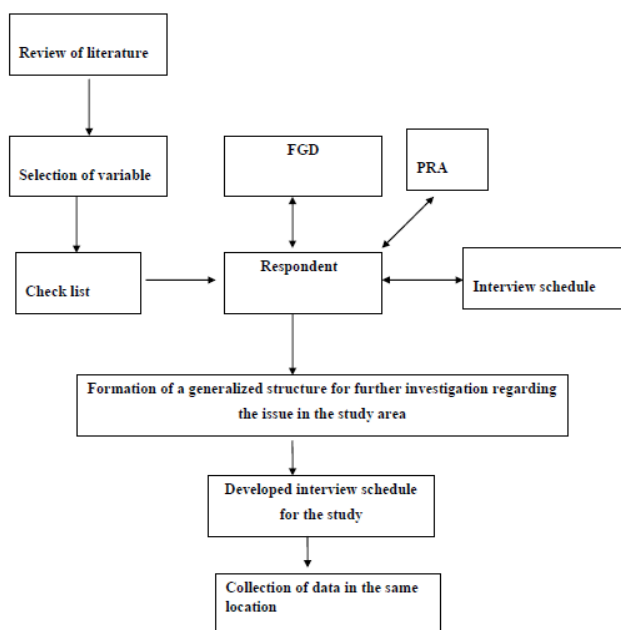 Review of literature
Selection of variable
FGD
PRA
Check list
Respondent
Interview schedule
Formation of a generalized structure for further investigation regarding
the issue in the study area
Developed interview schedule
for the study
Collection of data in the same
location